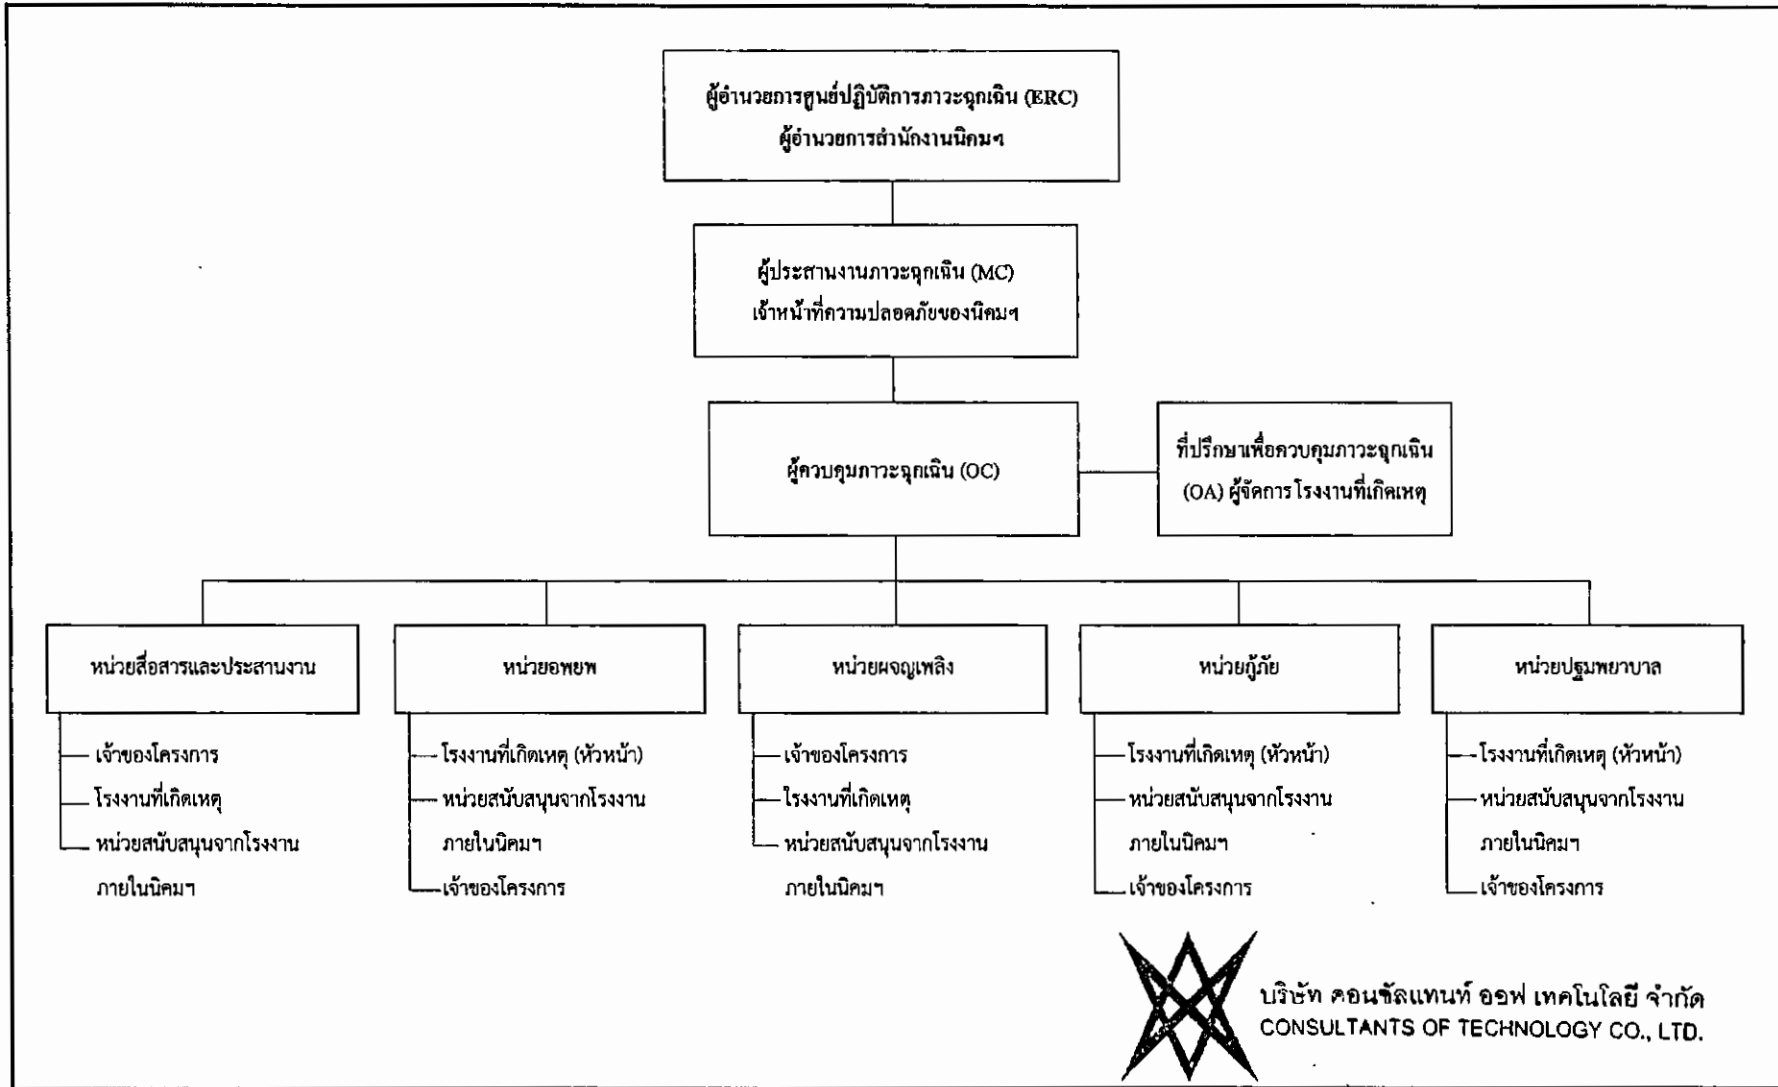 ผู้อำนวยการศูนย์ปฏิบัติการภาวะฉุกเฉิน (ERC)
ผู้อำนวยการสำนักงานนิคมฯ
ผู้ประสานงานภาวะฉุกเฉิน (MC)
เจ้าหน้าที่ความปลอดภัยของนิคมฯ
ผู้ควบคุมภาวะฉุกเฉิน (OC)
ที่ปรึกษาเพื่อควบคุมภาวะฉุกเฉิน
(OA) ผู้จัดการโรงงานที่เกิดเหตุ
หน่วยสื่อสารและประสานงาน
เจ้าของโครงการ
โรงงานที่เกิดเหตุ
หน่วยสนับสนุนจากโรงงาน
ภายในนิคมฯ
หน่วยอพยพ
โรงงานที่เกิดเหตุ (หัวหน้า)
หน่วยสนับสนุนจากโรงงาน
ภายในนิคมฯ
เจ้าของโครงการ
หน่วยผจญเพลิง
เจ้าของโครงการ
โรงงานที่เกิดเหตุ
หน่วยสนับสนุนจากโรงงาน
ภายในนิคมฯ
หน่วยกู้ภัย
โรงงานที่เกิดเหตุ (หัวหน้า)
หน่วยสนับสนุนจากโรงงาน
ภายในนิคมฯ
เจ้าของโครงการ
หน่วยปฐมพยาบาล
โรงงานที่เกิดเหตุ (หัวหน้า)
หน่วยสนับสนุนจากโรงงาน
ภายในนิคมฯ
เจ้าของโครงการ
บริษัท คอนซัลแทนท์ ออฟ เทคโนโลยี จำกัด
CONSULTANTS OF TECHNOLOGY CO., LTD.